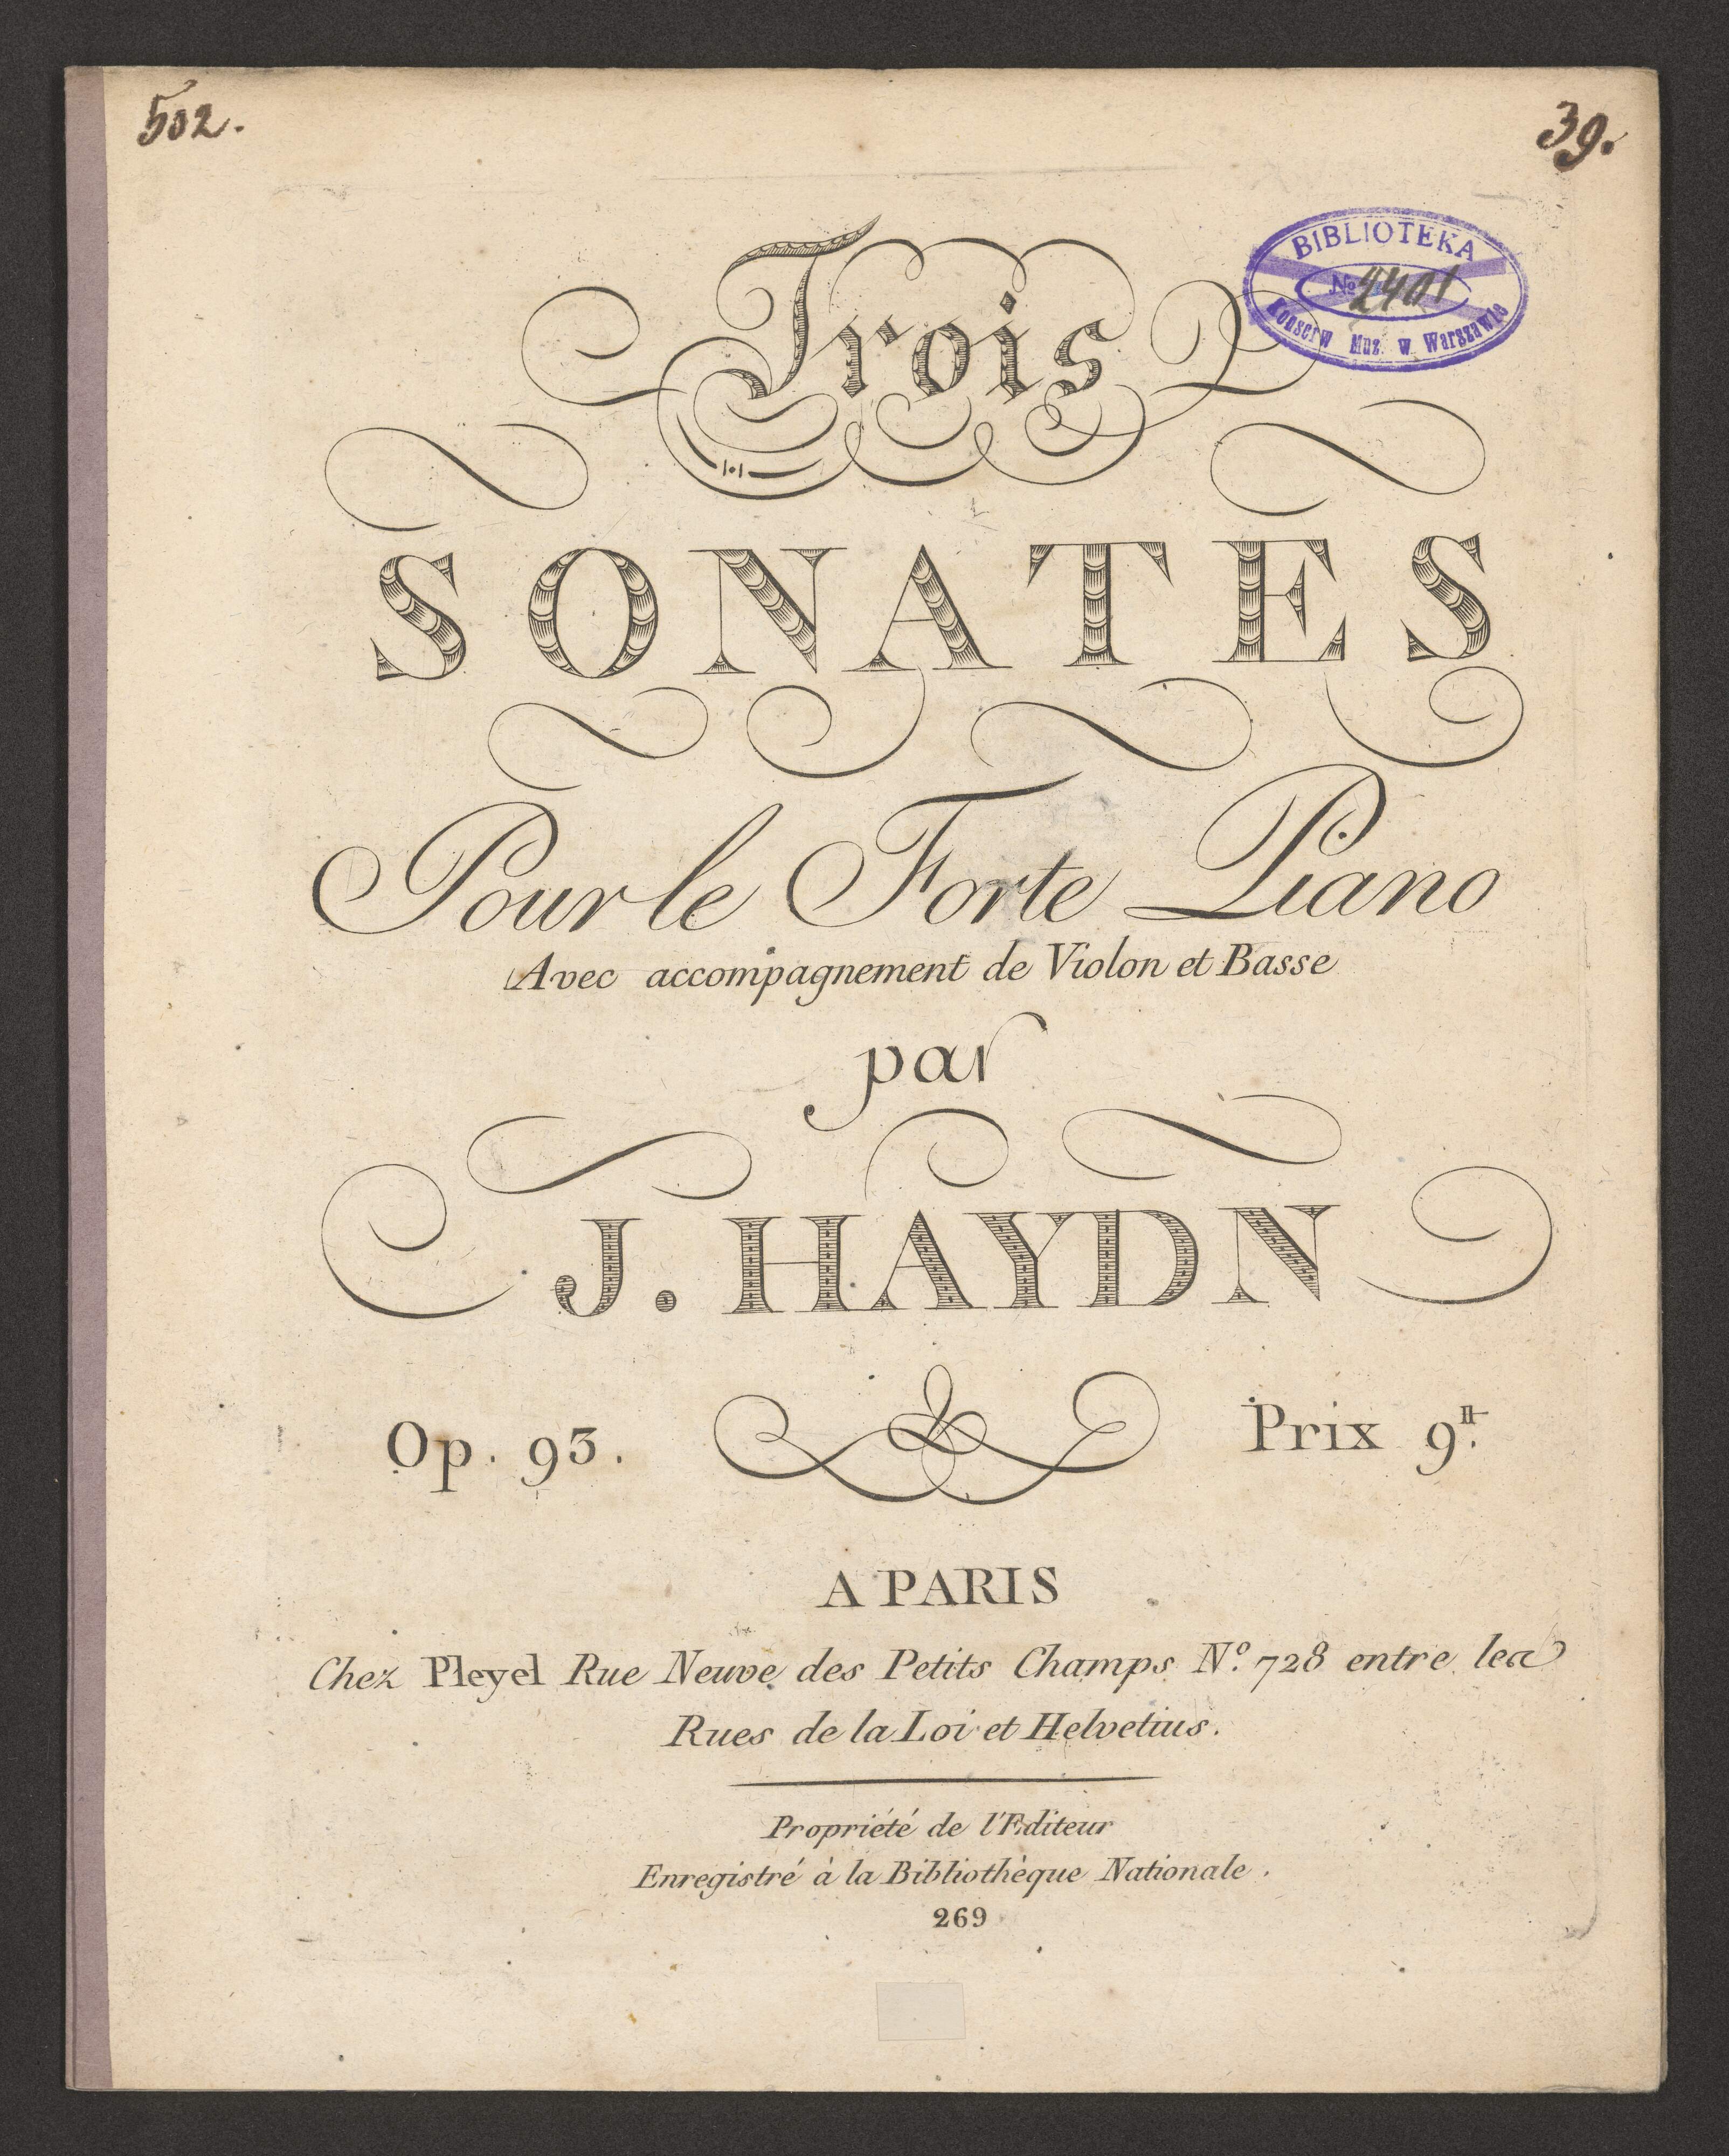 502.
39.
BIBLIOTEKA
№ 2401
Konserw Muz. w. Warszawie
Trois
SONATES
Pour le Forte Piano
Avec accompagnement de Violon et Basse
par
J. HAYDN
Op. 93.
Prix 9.ᵗᵗ
A PARIS
Chez Pleyel Rue Neuve des Petits Champs N.º 728 entre les
Rues de la Loi et Helvetius.
Propriété de l'Editeur
Enregistré à la Bibliothèque Nationale.
269